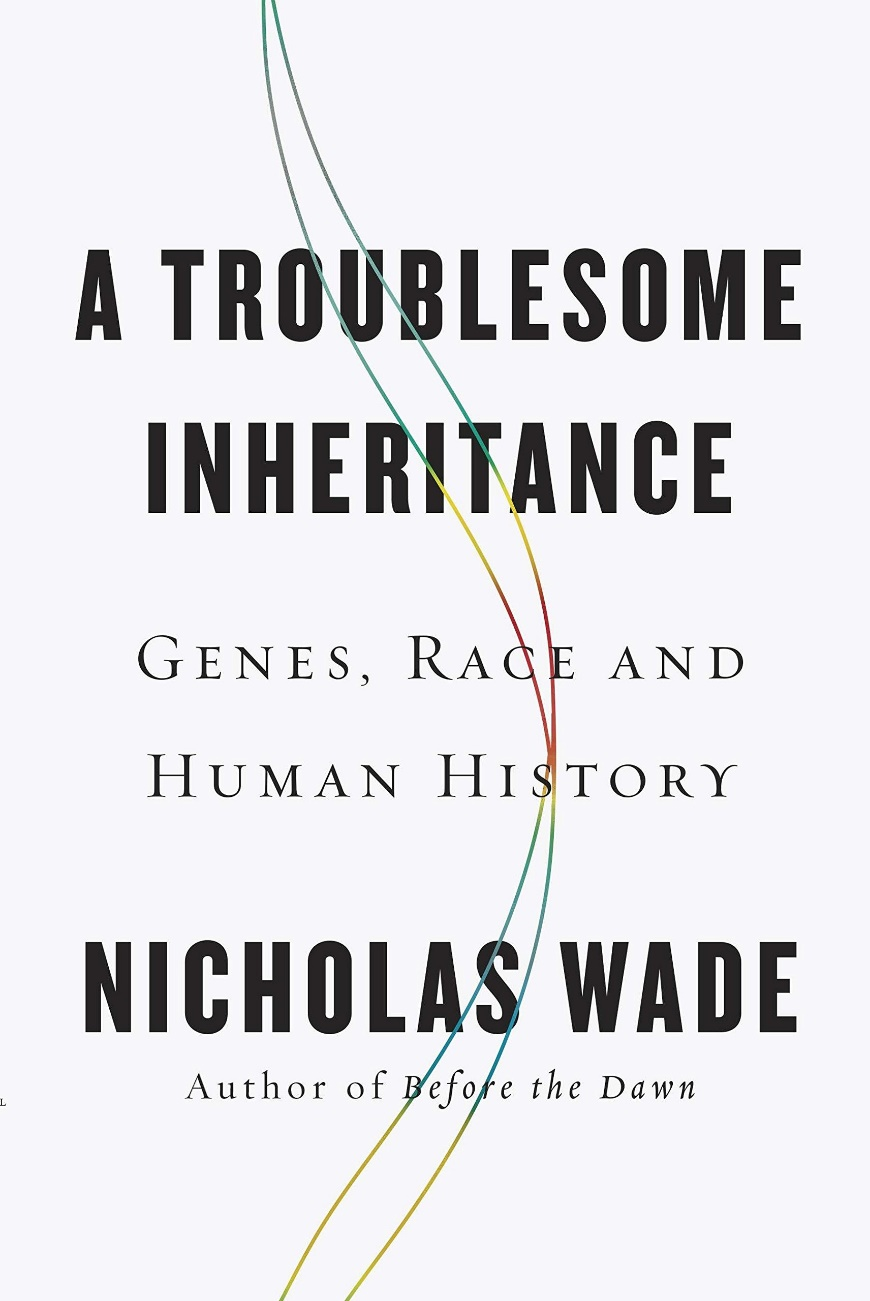 A TROUBLESOME
INHERITANCE
GENES, RACE AND
HUMAN HISTORY
NICHOLAS WADE
Author of Before the Dawn
L